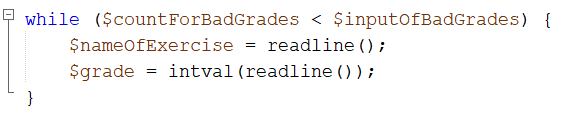 while ($countForBadGrades < $inputOfBadGrades) {
    $nameOfExercise = readline();
    $grade = intval(readline());
}